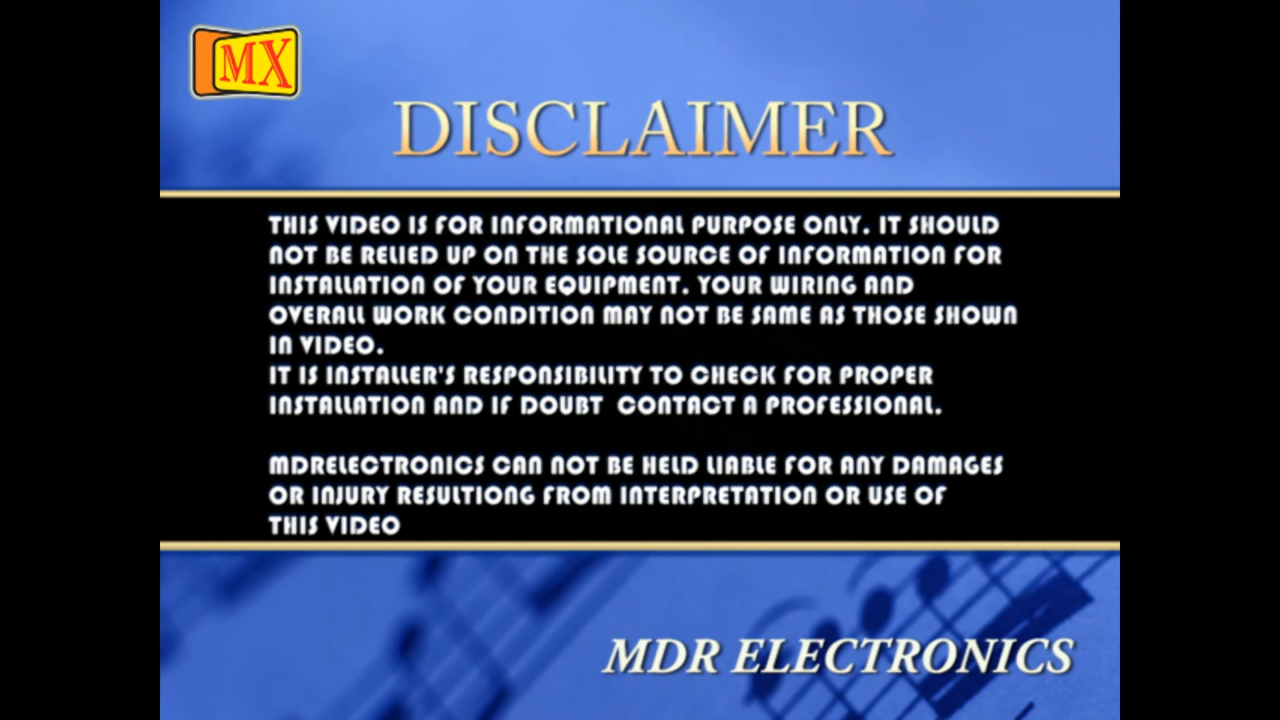 MX
DISCLAIMER
THIS VIDEO IS FOR INFORMATIONAL PURPOSE ONLY. IT SHOULD
NOT BE RELIED UP ON THE SOLE SOURCE OF INFORMATION FOR
INSTALLATION OF YOUR EQUIPMENT. YOUR WIRING AND
OVERALL WORK CONDITION MAY NOT BE SAME AS THOSE SHOWN
IN VIDEO.
IT IS INSTALLER'S RESPONSIBILITY TO CHECK FOR PROPER
INSTALLATION AND IF DOUBT CONTACT A PROFESSIONAL.
MDRELECTRONICS CAN NOT BE HELD LIABLE FOR ANY DAMAGES
OR INJURY RESULTIONG FROM INTERPRETATION OR USE OF
THIS VIDEO
MDR ELECTRONICS